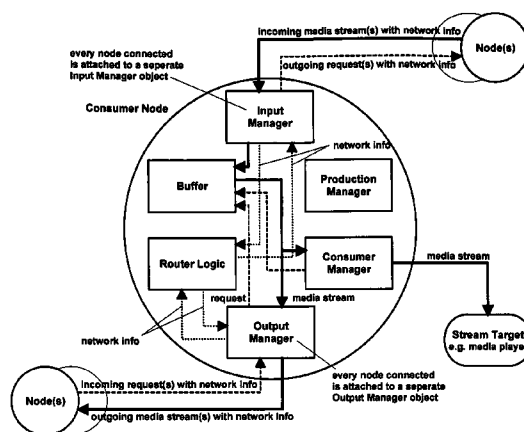 incoming media stream(s) with network info
Node(s)
every node connected
is attached to a seperate
Input Manager object
outgoing request(s) with network info
Consumer Node
Input
Manager
network info
Buffer
Production
Manager
Router Logic
Consumer
Manager
media stream
request
media stream
network info
Output
Manager
Stream Target
e.g. media player
every node connected
is attached to a seperate
Output Manager object
incoming request(s) with network info
Node(s)
outgoing media stream(s) with network info